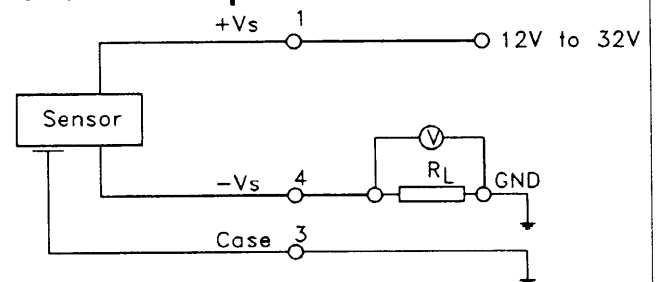 +Vs 1 12V to 32V
Sensor
V
RL
-Vs 4 GND
Case 3